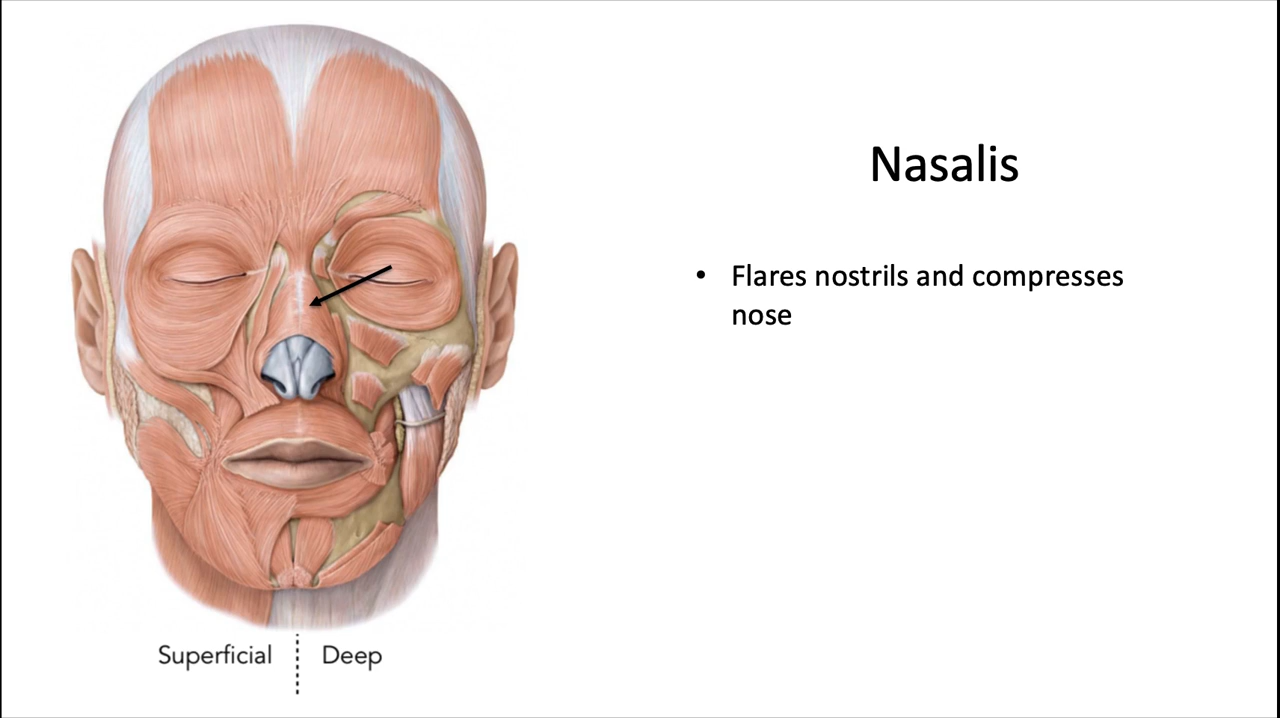 Nasalis
• Flares nostrils and compresses
nose
Superficial
Deep